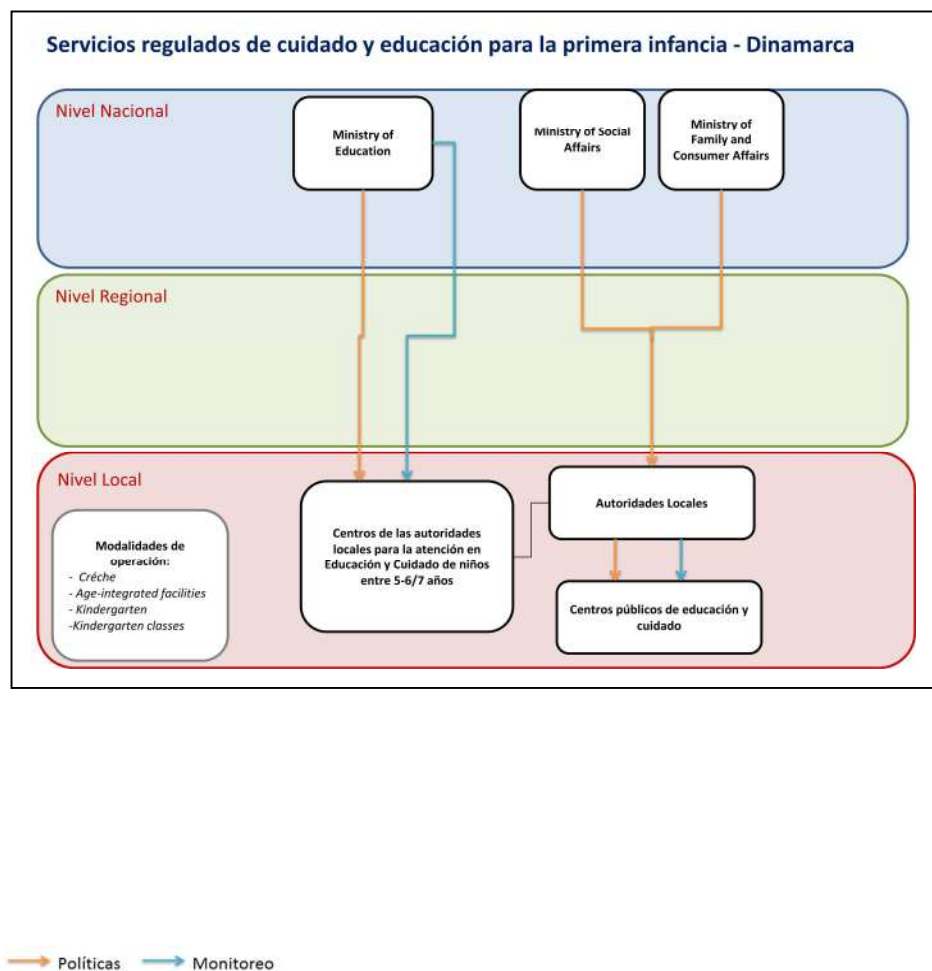 Servicios regulados de cuidado y educación para la primera infancia - Dinamarca
Nivel Nacional
Ministry of
Education
Ministry of Social
Affairs
Ministry of
Family and
Consumer Affairs
Nivel Regional
Nivel Local
Modalidades de
operación:
- Créche
- Age-integrated facilities
- Kindergarten
-Kindergarten classes
Centros de las autoridades
locales para la atención en
Educación y Cuidado de niños
entre 5-6/7 años
Autoridades Locales
Centros públicos de educación y
cuidado
Políticas
Monitoreo